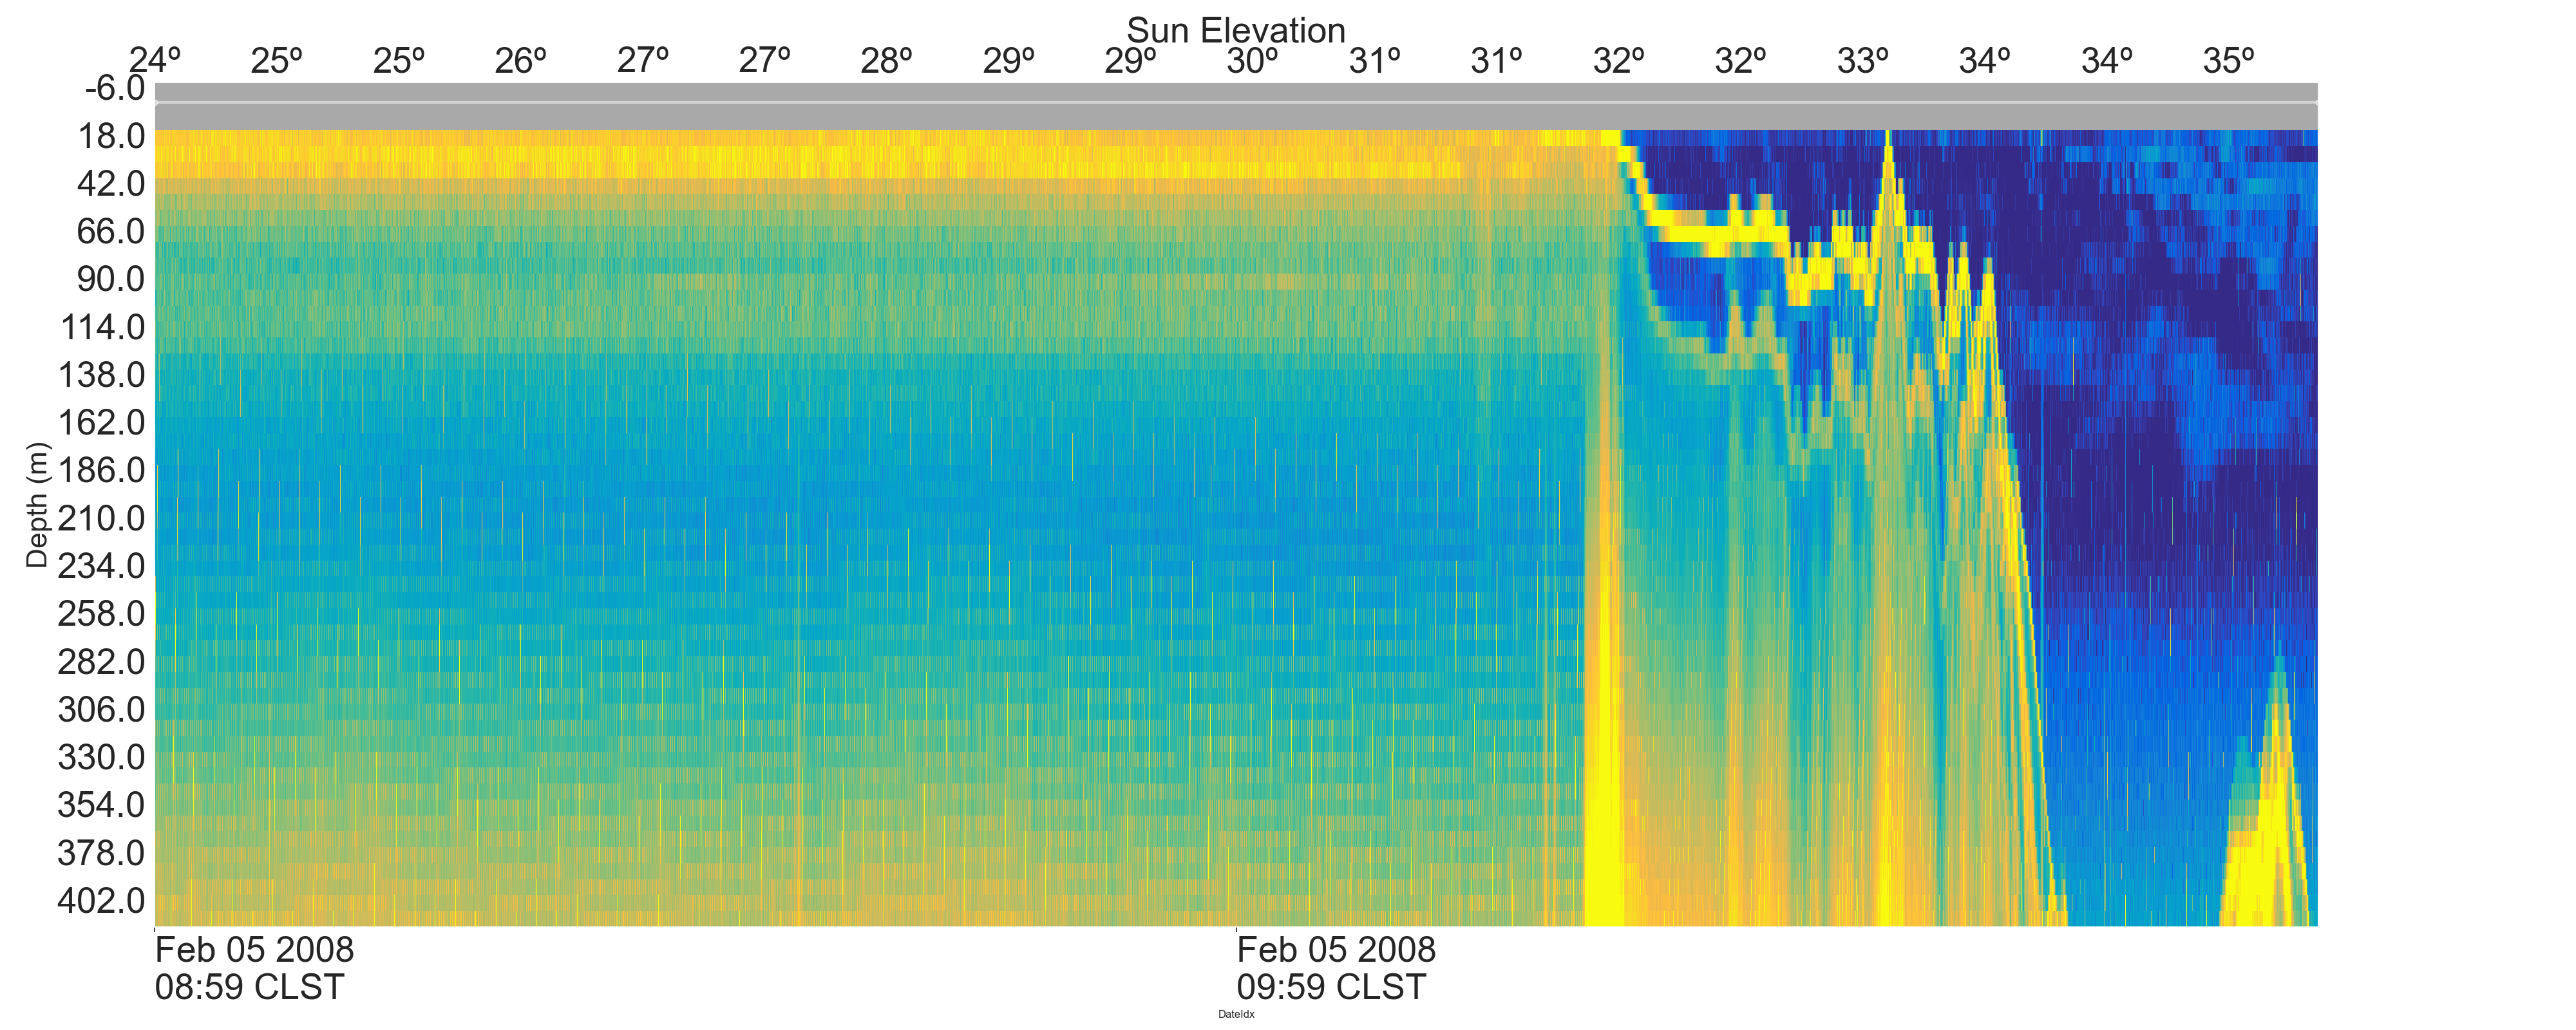 Sun Elevation
24º 25º 25º 26º 27º 27º 28º 29º 29º 30º 31º 31º 32º 32º 33º 34º 34º 35º
-6.0
18.0
42.0
66.0
90.0
114.0
138.0
162.0
186.0
210.0
234.0
258.0
282.0
306.0
330.0
354.0
378.0
402.0
Depth (m)
Feb 05 2008
08:59 CLST
Feb 05 2008
09:59 CLST
DateIdx